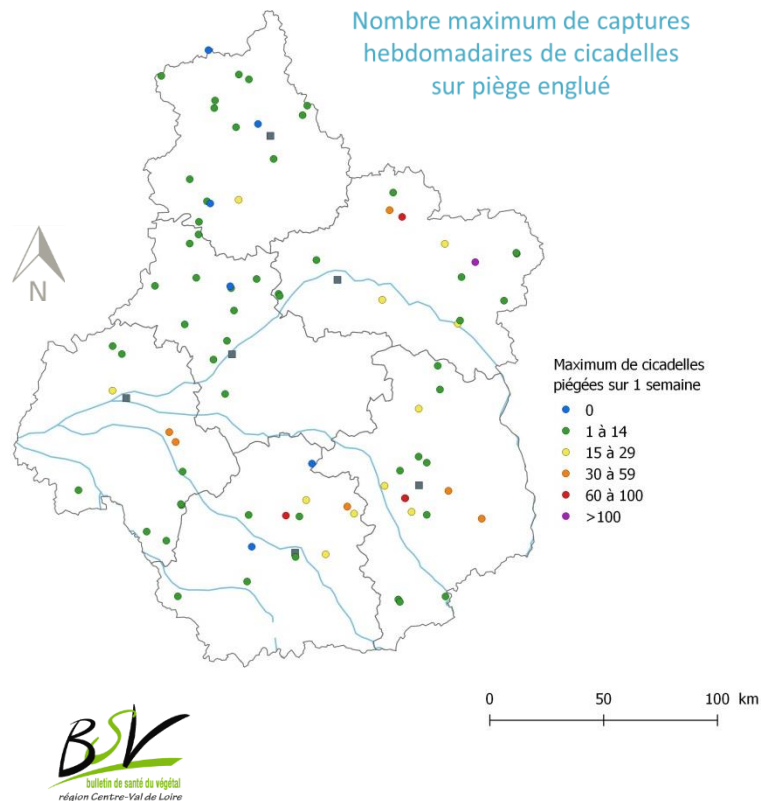 Nombre maximum de captures
hebdomadaires de cicadelles
sur piège englué
N
Maximum de cicadelles
piégées sur 1 semaine
0
1 à 14
15 à 29
30 à 59
60 à 100
>100
0 50 100 km
BSV
bulletin de santé du végétal
région Centre-Val de Loire